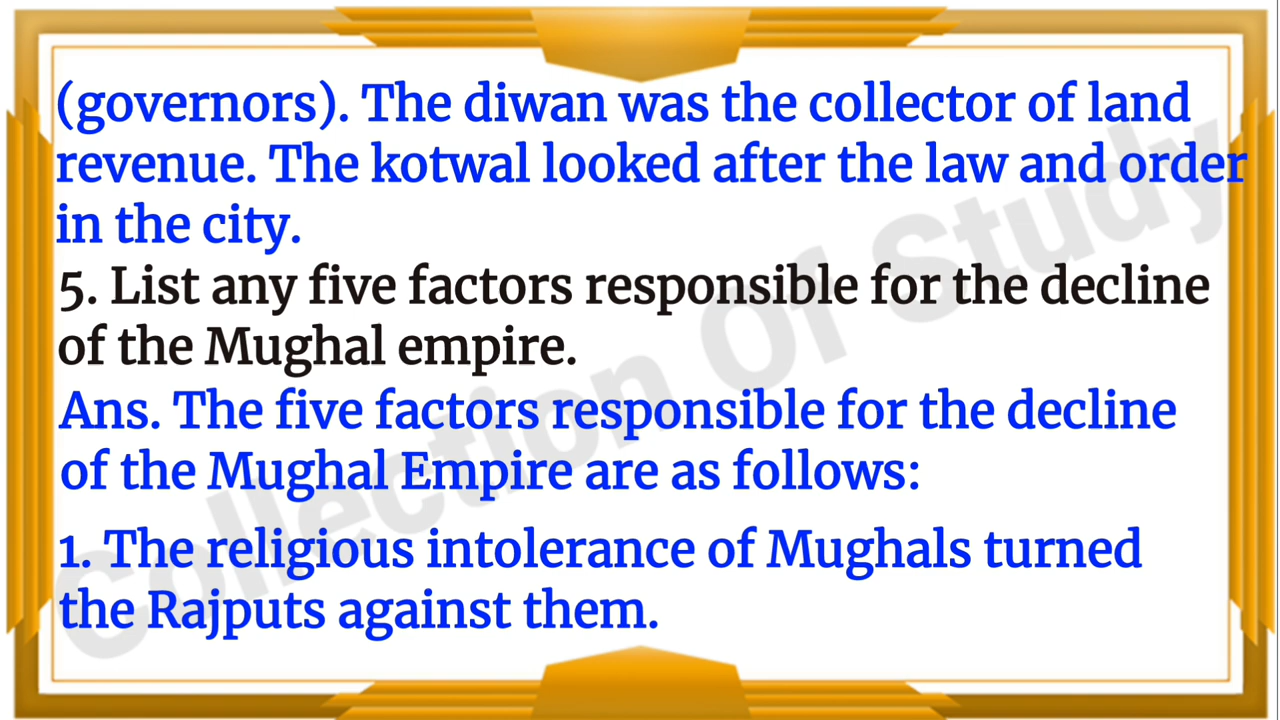 (governors). The diwan was the collector of land
revenue. The kotwal looked after the law and order
in the city.
5. List any five factors responsible for the decline
of the Mughal empire.
Ans. The five factors responsible for the decline
of the Mughal Empire are as follows:
1. The religious intolerance of Mughals turned
the Rajputs against them.
Collection Of Study